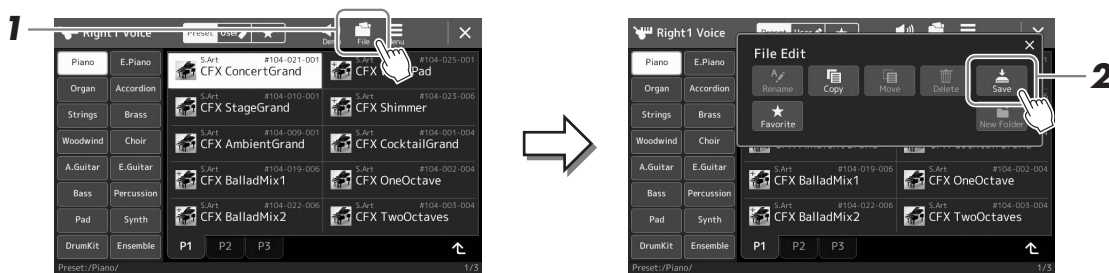 1
Right1 Voice
Preset User ★
Demo
File
Menu
×
Piano
E.Piano
Organ
Accordion
Strings
Brass
Woodwind
Choir
A.Guitar
E.Guitar
Bass
Percussion
Pad
Synth
DrumKit
Ensemble
S.Art #104-021-001
CFX ConcertGrand
S.Art #104-025-001
CFX Pad
S.Art #104-010-001
CFX StageGrand
S.Art #104-023-006
CFX Shimmer
S.Art #104-009-001
CFX AmbientGrand
S.Art #104-001-004
CFX CocktailGrand
S.Art #104-019-006
CFX BalladMix1
S.Art #104-002-004
CFX OneOctave
S.Art #104-022-006
CFX BalladMix2
S.Art #104-003-004
CFX TwoOctaves
P1 P2 P3
Preset:/Piano/ 1/3
Right1 Voice
Preset User ★
File Edit
×
Rename
Copy
Move
Delete
Save
2
Favorite
New Folder
Piano
E.Piano
Organ
Accordion
Strings
Brass
Woodwind
Choir
A.Guitar
E.Guitar
Bass
Percussion
Pad
Synth
DrumKit
Ensemble
S.Art #104-019-006
CFX BalladMix1
S.Art #104-002-004
CFX OneOctave
S.Art #104-022-006
CFX BalladMix2
S.Art #104-003-004
CFX TwoOctaves
P1 P2 P3
Preset:/Piano/ 1/3